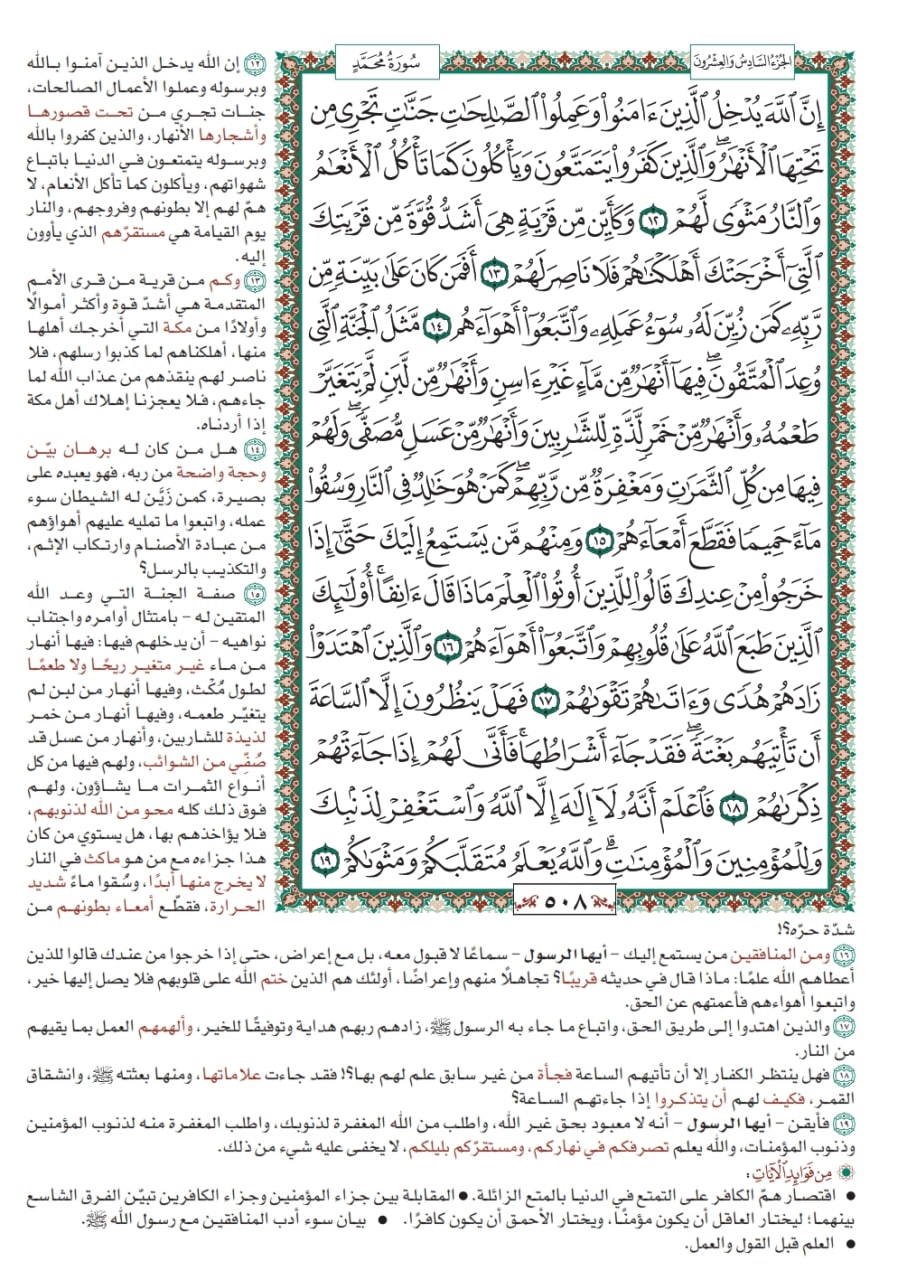 الجُزْءُ السَّادِسُ وَالعِشْرُونَ
سُورَةُ مُحَمَّدٍ
إِنَّ ٱللَّهَ يُدْخِلُ ٱلَّذِينَ ءَامَنُوا۟ وَعَمِلُوا۟ ٱلصَّـٰلِحَـٰتِ جَنَّـٰتٍ تَجْرِى مِن
تَحْتِهَا ٱلْأَنْهَـٰرُ ۖ وَٱلَّذِينَ كَفَرُوا۟ يَتَمَتَّعُونَ وَيَأْكُلُونَ كَمَا تَأْكُلُ ٱلْأَنْعَـٰمُ
وَٱلنَّارُ مَثْوًى لَّهُمْ ١٢ وَكَأَيِّن مِّن قَرْيَةٍ هِىَ أَشَدُّ قُوَّةً مِّن قَرْيَتِكَ
ٱلَّتِىٓ أَخْرَجَتْكَ أَهْلَكْنَـٰهُمْ فَلَا نَاصِرَ لَهُمْ ١٣ أَفَمَن كَانَ عَلَىٰ بَيِّنَةٍ مِّن
رَّبِّهِۦ كَمَن زُيِّنَ لَهُۥ سُوٓءُ عَمَلِهِۦ وَٱتَّبَعُوٓا۟ أَهْوَآءَهُم ١٤ مَّثَلُ ٱلْجَنَّةِ ٱلَّتِى
وُعِدَ ٱلْمُتَّقُونَ ۖ فِيهَآ أَنْهَـٰرٌ مِّن مَّآءٍ غَيْرِ ءَاسِنٍ وَأَنْهَـٰرٌ مِّن لَّبَنٍ لَّمْ يَتَغَيَّرْ
طَعْمُهُۥ وَأَنْهَـٰرٌ مِّنْ خَمْرٍ لَّذَّةٍ لِّلشَّـٰرِبِينَ وَأَنْهَـٰرٌ مِّنْ عَسَلٍ مُّصَفًّى ۖ وَلَهُمْ
فِيهَا مِن كُلِّ ٱلثَّمَرَٰتِ وَمَغْفِرَةٌ مِّن رَّبِّهِمْ ۖ كَمَنْ هُوَ خَـٰلِدٌ فِى ٱلنَّارِ وَسُقُوا۟
مَآءً حَمِيمًا فَقَطَّعَ أَمْعَآءَهُمْ ١٥ وَمِنْهُم مَّن يَسْتَمِعُ إِلَيْكَ حَتَّىٰٓ إِذَا
خَرَجُوا۟ مِنْ عِندِكَ قَالُوا۟ لِلَّذِينَ أُوتُوا۟ ٱلْعِلْمَ مَاذَا قَالَ ءَانِفًا ۚ أُو۟لَـٰٓئِكَ
ٱلَّذِينَ طَبَعَ ٱللَّهُ عَلَىٰ قُلُوبِهِمْ وَٱتَّبَعُوٓا۟ أَهْوَآءَهُمْ ١٦ وَٱلَّذِينَ ٱهْتَدَوْا۟
زَادَهُمْ هُدًى وَءَاتَىٰهُمْ تَقْوَىٰهُمْ ١٧ فَهَلْ يَنظُرُونَ إِلَّا ٱلسَّاعَةَ
أَن تَأْتِيَهُم بَغْتَةً ۖ فَقَدْ جَآءَ أَشْرَاطُهَا ۚ فَأَنَّىٰ لَهُمْ إِذَا جَآءَتْهُمْ
ذِكْرَىٰهُمْ ١٨ فَٱعْلَمْ أَنَّهُۥ لَآ إِلَـٰهَ إِلَّا ٱللَّهُ وَٱسْتَغْفِرْ لِذَنۢبِكَ
وَلِلْمُؤْمِنِينَ وَٱلْمُؤْمِنَـٰتِ ۗ وَٱللَّهُ يَعْلَمُ مُتَقَلَّبَكُمْ وَمَثْوَىٰكُمْ ١٩
٥٠٨
١٢ إن الله يدخل الذين آمنوا بالله
وبرسوله وعملوا الأعمال الصالحات،
جنات تجري من تحت قصورها
وأشجارها الأنهار، والذين كفروا بالله
وبرسوله يتمتعون في الدنيا باتباع
شهواتهم، ويأكلون كما تأكل الأنعام، لا
همّ لهم إلا بطونهم وفروجهم، والنار
يوم القيامة هي مستقرّهم الذي يأوون
إليه.
١٣ وكم من قرية من قرى الأمم
المتقدمة هي أشدّ قوة وأكثر أموالًا
وأولادًا من مكة التي أخرجك أهلها
منها، أهلكناهم لما كذبوا رسلهم، فلا
ناصر لهم ينقذهم من عذاب الله لما
جاءهم، فلا يعجزنا إهلاك أهل مكة
إذا أردناه.
١٤ هل من كان له برهان بيّن
وحجة واضحة من ربه، فهو يعبده على
بصيرة، كمن زَيَّن له الشيطان سوء
عمله، واتبعوا ما تمليه عليهم أهواؤهم
من عبادة الأصنام وارتكاب الإثم،
والتكذيب بالرسل؟
١٥ صفة الجنة التي وعد الله
المتقين له – بامتثال أوامره واجتناب
نواهيه – أن يدخلهم فيها: فيها أنهار
من ماء غير متغير ريحًا ولا طعمًا
لطول مُكْث، وفيها أنهار من لبن لم
يتغيّر طعمه، وفيها أنهار من خمر
لذيذة للشاربين، وأنهار من عسل قد
صُفِّي من الشوائب، ولهم فيها من كل
أنواع الثمرات ما يشاؤون، ولهم
فوق ذلك كله محو من الله لذنوبهم،
فلا يؤاخذهم بها، هل يستوي من كان
هذا جزاءه مع من هو ماكث في النار
لا يخرج منها أبدًا، وسُقوا ماءً شديد
الحرارة، فقطّع أمعاء بطونهم من
شدّة حرّه؟!
١٦ ومن المنافقين من يستمع إليك – أيها الرسول – سماعًا لا قبول معه، بل مع إعراض، حتى إذا خرجوا من عندك قالوا للذين
أعطاهم الله علمًا: ماذا قال في حديثه قريبًا؟ تجاهلًا منهم وإعراضًا، أولئك هم الذين ختم الله على قلوبهم فلا يصل إليها خير،
واتبعوا أهواءهم فأعمتهم عن الحق.
١٧ والذين اهتدوا إلى طريق الحق، واتباع ما جاء به الرسول ﷺ، زادهم ربهم هداية وتوفيقًا للخير، وألهمهم العمل بما يقيهم
من النار.
١٨ فهل ينتظر الكفار إلا أن تأتيهم الساعة فجأة من غير سابق علم لهم بها؟! فقد جاءت علاماتها، ومنها بعثته ﷺ، وانشقاق
القمر، فكيف لهم أن يتذكروا إذا جاءتهم الساعة؟
١٩ فأيقن – أيها الرسول – أنه لا معبود بحق غير الله، واطلب من الله المغفرة لذنوبك، واطلب المغفرة منه لذنوب المؤمنين
وذنوب المؤمنات، والله يعلم تصرفكم في نهاركم، ومستقرّكم بليلكم، لا يخفى عليه شيء من ذلك.
مِن فَوَائِدِ الآيَاتِ:
• اقتصار همّ الكافر على التمتع في الدنيا بالمتع الزائلة. • المقابلة بين جزاء المؤمنين وجزاء الكافرين تبيّن الفرق الشاسع
بينهما؛ ليختار العاقل أن يكون مؤمنًا، ويختار الأحمق أن يكون كافرًا. • بيان سوء أدب المنافقين مع رسول الله ﷺ.
• العلم قبل القول والعمل.